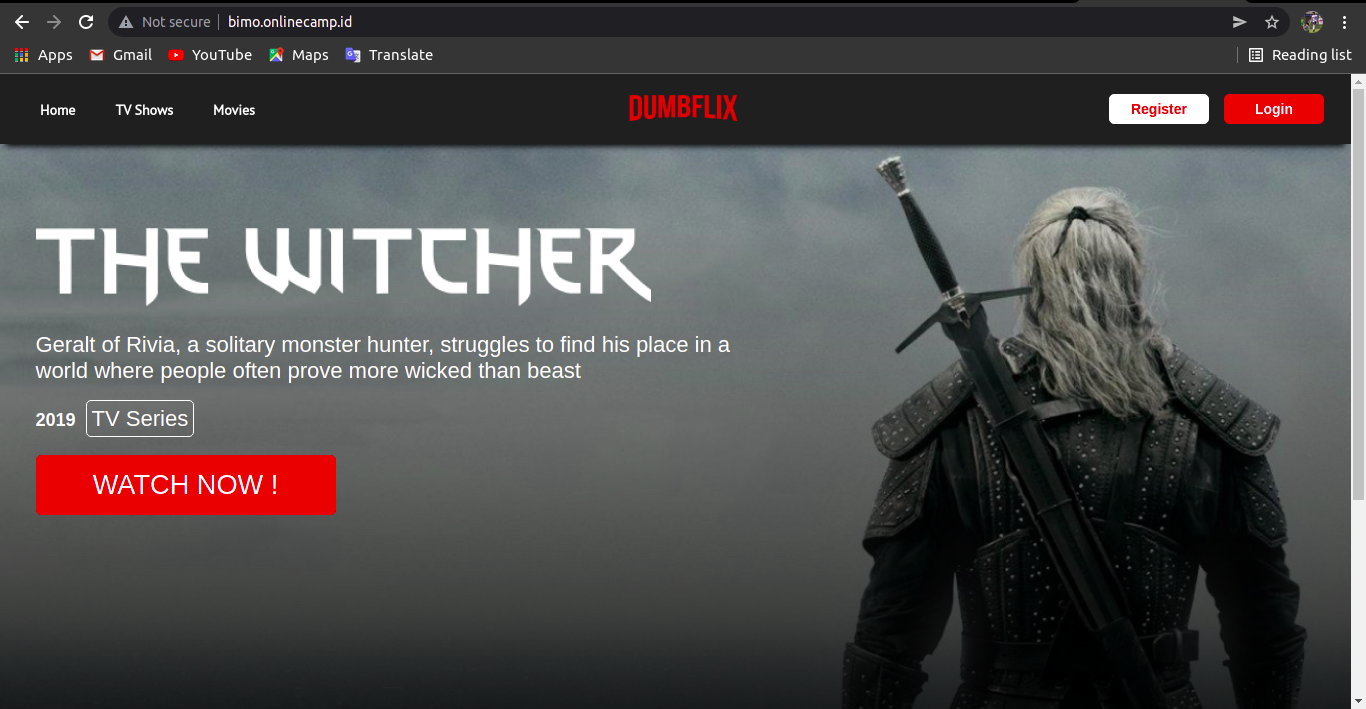 Not secure | bimo.onlinecamp.id
Apps Gmail YouTube Maps Translate Reading list
Home TV Shows Movies DUMBFLIX Register Login
THE WITCHER
Geralt of Rivia, a solitary monster hunter, struggles to find his place in a
world where people often prove more wicked than beast
2019 TV Series
WATCH NOW !